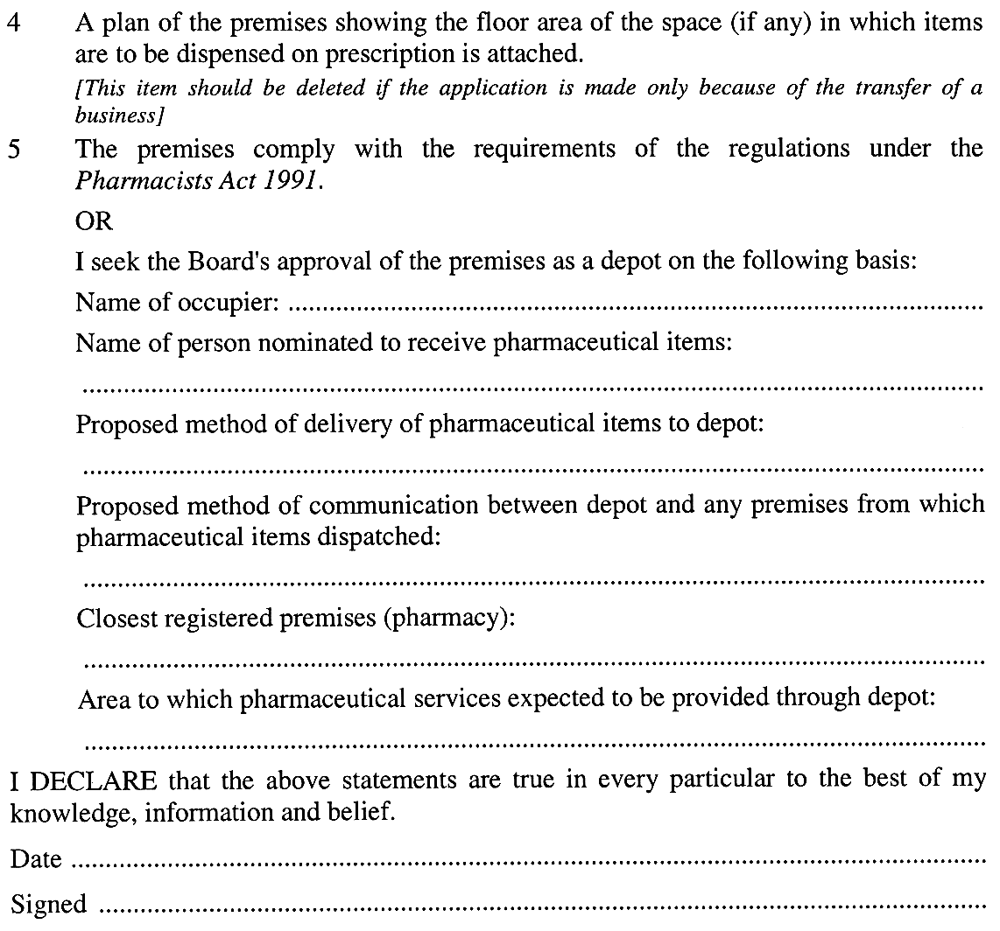 4 A plan of the premises showing the floor area of the space (if any) in which items
are to be dispensed on prescription is attached.
[This item should be deleted if the application is made only because of the transfer of a
business]
5 The premises comply with the requirements of the regulations under the
Pharmacists Act 1991.
OR
I seek the Board's approval of the premises as a depot on the following basis:
Name of occupier: ..........................................................................................................
Name of person nominated to receive pharmaceutical items:
..........................................................................................................................................
Proposed method of delivery of pharmaceutical items to depot:
..........................................................................................................................................
Proposed method of communication between depot and any premises from which
pharmaceutical items dispatched:
..........................................................................................................................................
Closest registered premises (pharmacy):
..........................................................................................................................................
Area to which pharmaceutical services expected to be provided through depot:
..........................................................................................................................................
I DECLARE that the above statements are true in every particular to the best of my
knowledge, information and belief.
Date ............................................................................................................................................
Signed ........................................................................................................................................